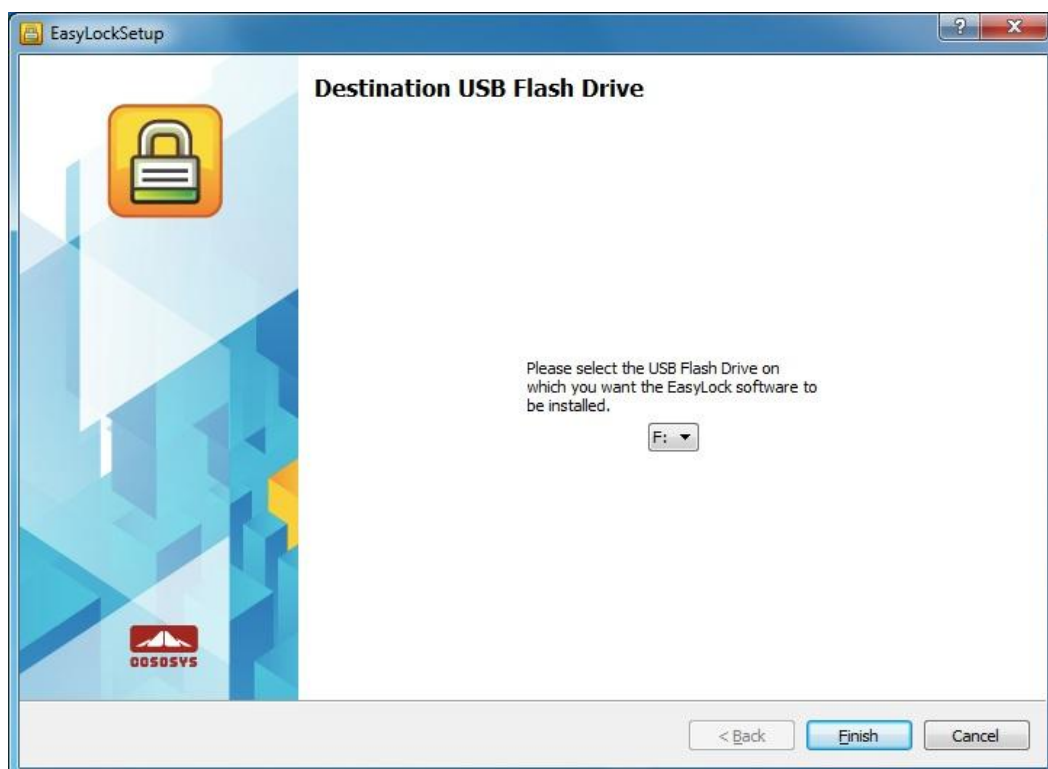 EasyLockSetup
Destination USB Flash Drive
Please select the USB Flash Drive on
which you want the EasyLock software to
be installed.
F:
COSOSYS
< Back
Finish
Cancel